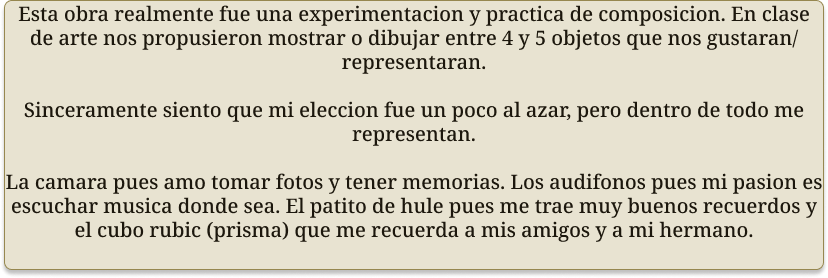 Esta obra realmente fue una experimentacion y practica de composicion. En clase
de arte nos propusieron mostrar o dibujar entre 4 y 5 objetos que nos gustaran/
representaran.
Sinceramente siento que mi eleccion fue un poco al azar, pero dentro de todo me
representan.
La camara pues amo tomar fotos y tener memorias. Los audifonos pues mi pasion es
escuchar musica donde sea. El patito de hule pues me trae muy buenos recuerdos y
el cubo rubic (prisma) que me recuerda a mis amigos y a mi hermano.